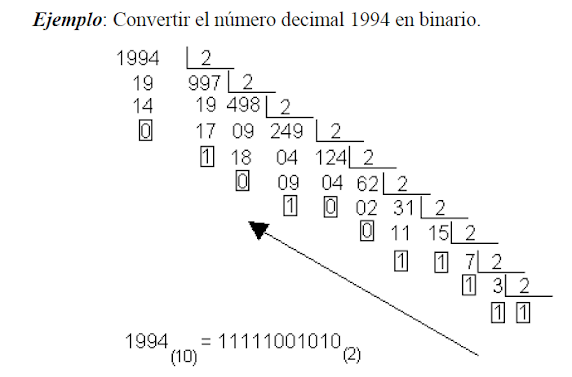 Ejemplo: Convertir el número decimal 1994 en binario.
1994 2
19 997 2
14 19 498 2
0 17 09 249 2
1 18 04 124 2
0 09 04 62 2
1 0 02 31 2
0 11 15 2
1 1 7 2
1 3 2
1 1
1994(10) = 11111001010(2)